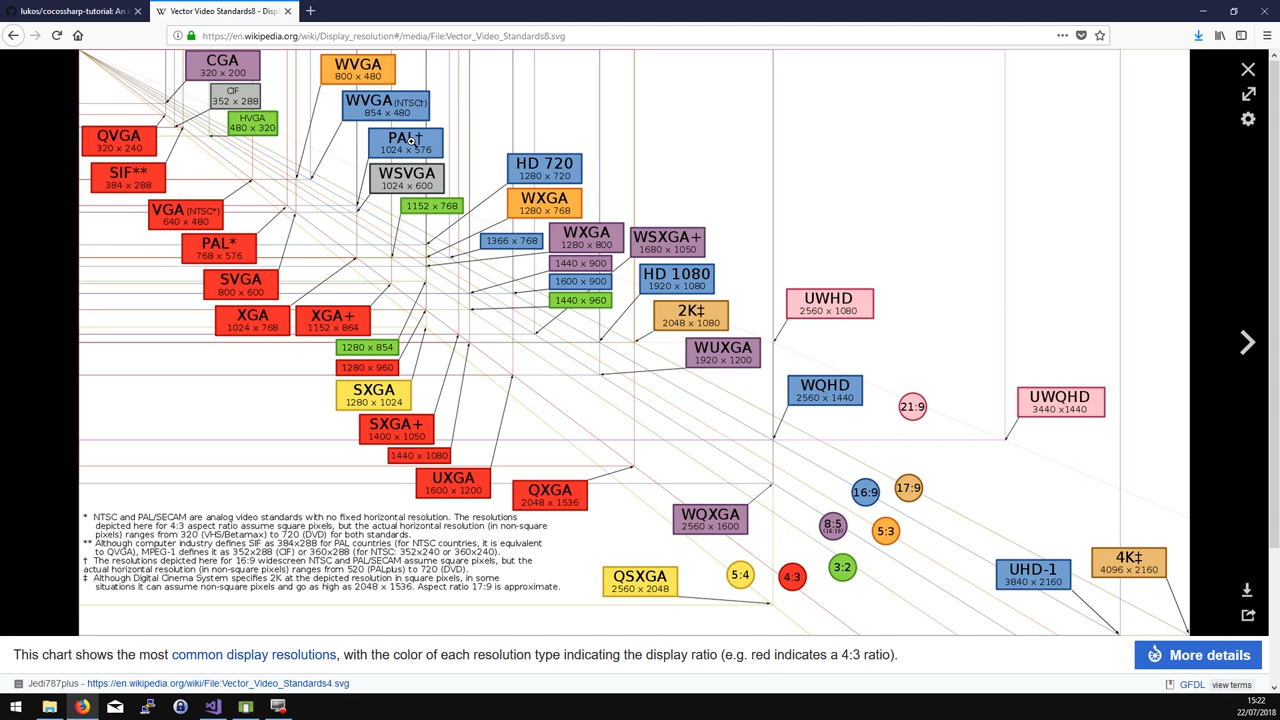 lukos/cocossharp-tutorial: An i
Vector Video Standards8 - Displ
https://en.wikipedia.org/wiki/Display_resolution#/media/File:Vector_Video_Standards8.svg
CGA
320 x 200
CIF
352 x 288
HVGA
480 x 320
QVGA
320 x 240
SIF**
384 x 288
VGA (NTSC*)
640 x 480
PAL*
768 x 576
SVGA
800 x 600
XGA
1024 x 768
XGA+
1152 x 864
1280 x 854
1280 x 960
SXGA
1280 x 1024
SXGA+
1400 x 1050
1440 x 1080
UXGA
1600 x 1200
QXGA
2048 x 1536
WVGA
800 x 480
WVGA (NTSC†)
854 x 480
PAL†
1024 x 576
WSVGA
1024 x 600
1152 x 768
HD 720
1280 x 720
WXGA
1280 x 768
1366 x 768
WXGA
1280 x 800
1440 x 900
1600 x 900
1440 x 960
WSXGA+
1680 x 1050
HD 1080
1920 x 1080
2K‡
2048 x 1080
WUXGA
1920 x 1200
UWHD
2560 x 1080
WQHD
2560 x 1440
21:9
UWQHD
3440 x1440
16:9
17:9
8:5
(16:10)
5:3
3:2
4:3
5:4
WQXGA
2560 x 1600
QSXGA
2560 x 2048
UHD-1
3840 x 2160
4K‡
4096 x 2160
* NTSC and PAL/SECAM are analog video standards with no fixed horizontal resolution. The resolutions
depicted here for 4:3 aspect ratio assume square pixels, but the actual horizontal resolution (in non-square
pixels) ranges from 320 (VHS/Betamax) to 720 (DVD) for both standards.
** Although computer industry defines SIF as 384x288 for PAL countries (for NTSC countries, it is equivalent
to QVGA), MPEG-1 defines it as 352x288 (CIF) or 360x288 (for NTSC: 352x240 or 360x240).
† The resolutions depicted here for 16:9 widescreen NTSC and PAL/SECAM assume square pixels, but the
actual horizontal resolution (in non-square pixels) ranges from 520 (PALplus) to 720 (DVD).
‡ Although Digital Cinema System specifies 2K at the depicted resolution in square pixels, in some
situations it can assume non-square pixels and go as high as 2048 x 1536. Aspect ratio 17:9 is approximate.
This chart shows the most common display resolutions, with the color of each resolution type indicating the display ratio (e.g. red indicates a 4:3 ratio).
More details
Jedi787plus - https://en.wikipedia.org/wiki/File:Vector_Video_Standards4.svg
GFDL view terms
15:22
22/07/2018